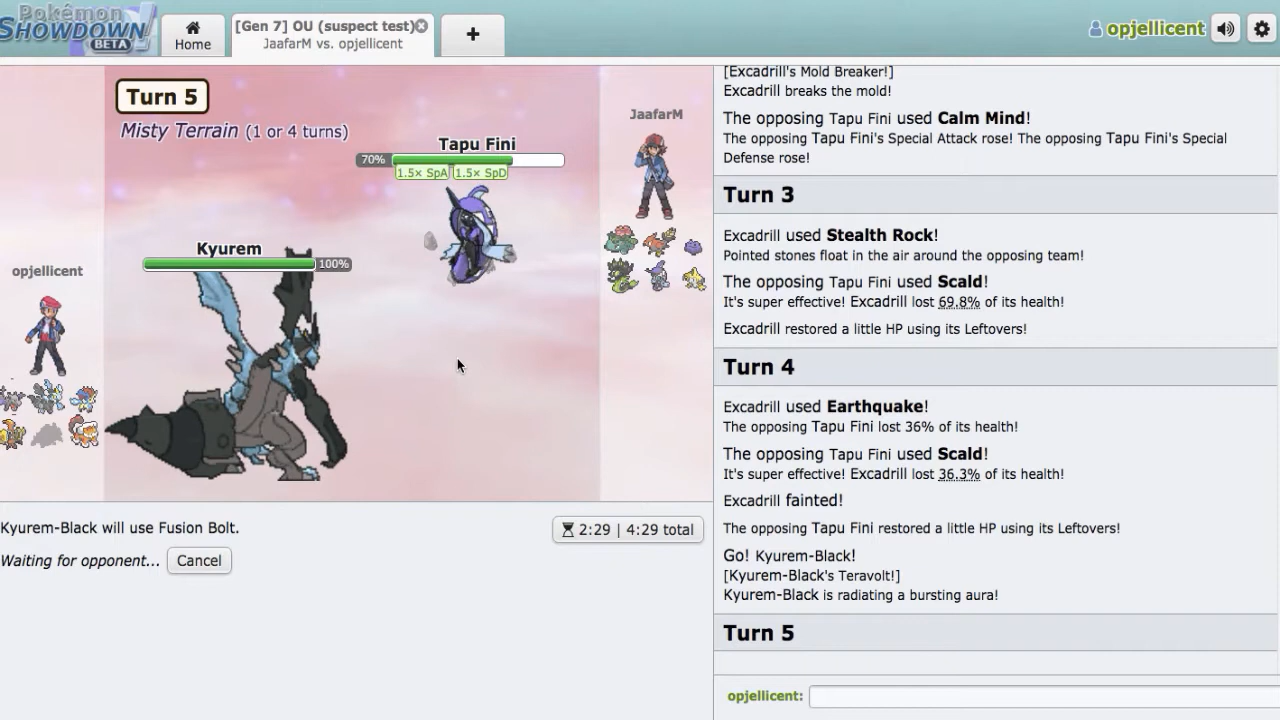 Pokémon
SHOWDOWN!
BETA
Home
[Gen 7] OU (suspect test)
JaafarM vs. opjellicent
+
opjellicent
Turn 5
Misty Terrain (1 or 4 turns)
JaafarM
Tapu Fini
70%
1.5× SpA 1.5× SpD
Kyurem
100%
opjellicent
Kyurem-Black will use Fusion Bolt.
2:29 | 4:29 total
Waiting for opponent... Cancel
[Excadrill's Mold Breaker!]
Excadrill breaks the mold!
The opposing Tapu Fini used Calm Mind!
The opposing Tapu Fini's Special Attack rose! The opposing Tapu Fini's Special
Defense rose!
Turn 3
Excadrill used Stealth Rock!
Pointed stones float in the air around the opposing team!
The opposing Tapu Fini used Scald!
It's super effective! Excadrill lost 69.8% of its health!
Excadrill restored a little HP using its Leftovers!
Turn 4
Excadrill used Earthquake!
The opposing Tapu Fini lost 36% of its health!
The opposing Tapu Fini used Scald!
It's super effective! Excadrill lost 36.3% of its health!
Excadrill fainted!
The opposing Tapu Fini restored a little HP using its Leftovers!
Go! Kyurem-Black!
[Kyurem-Black's Teravolt!]
Kyurem-Black is radiating a bursting aura!
Turn 5
opjellicent: